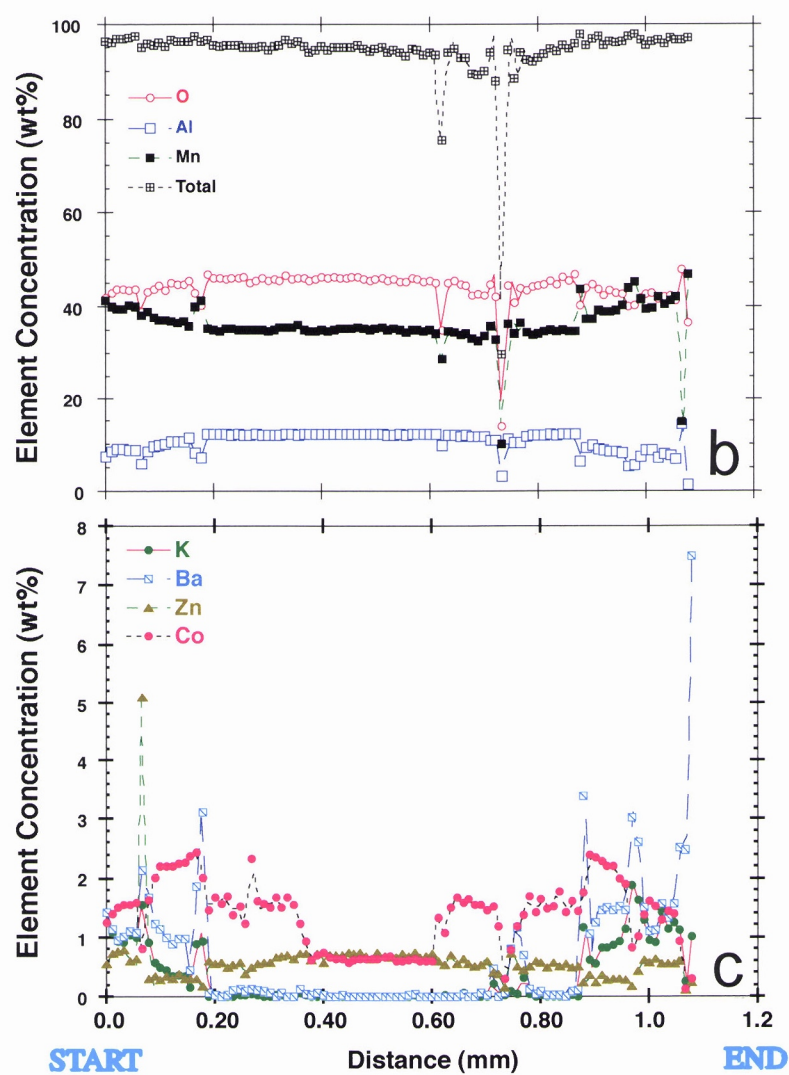 100
80
60
40
20
0
Element Concentration (wt%)
O
Al
Mn
Total
b
8
7
6
5
4
3
2
1
0
Element Concentration (wt%)
K
Ba
Zn
Co
c
0.0 0.20 0.40 0.60 0.80 1.0 1.2
START Distance (mm) END